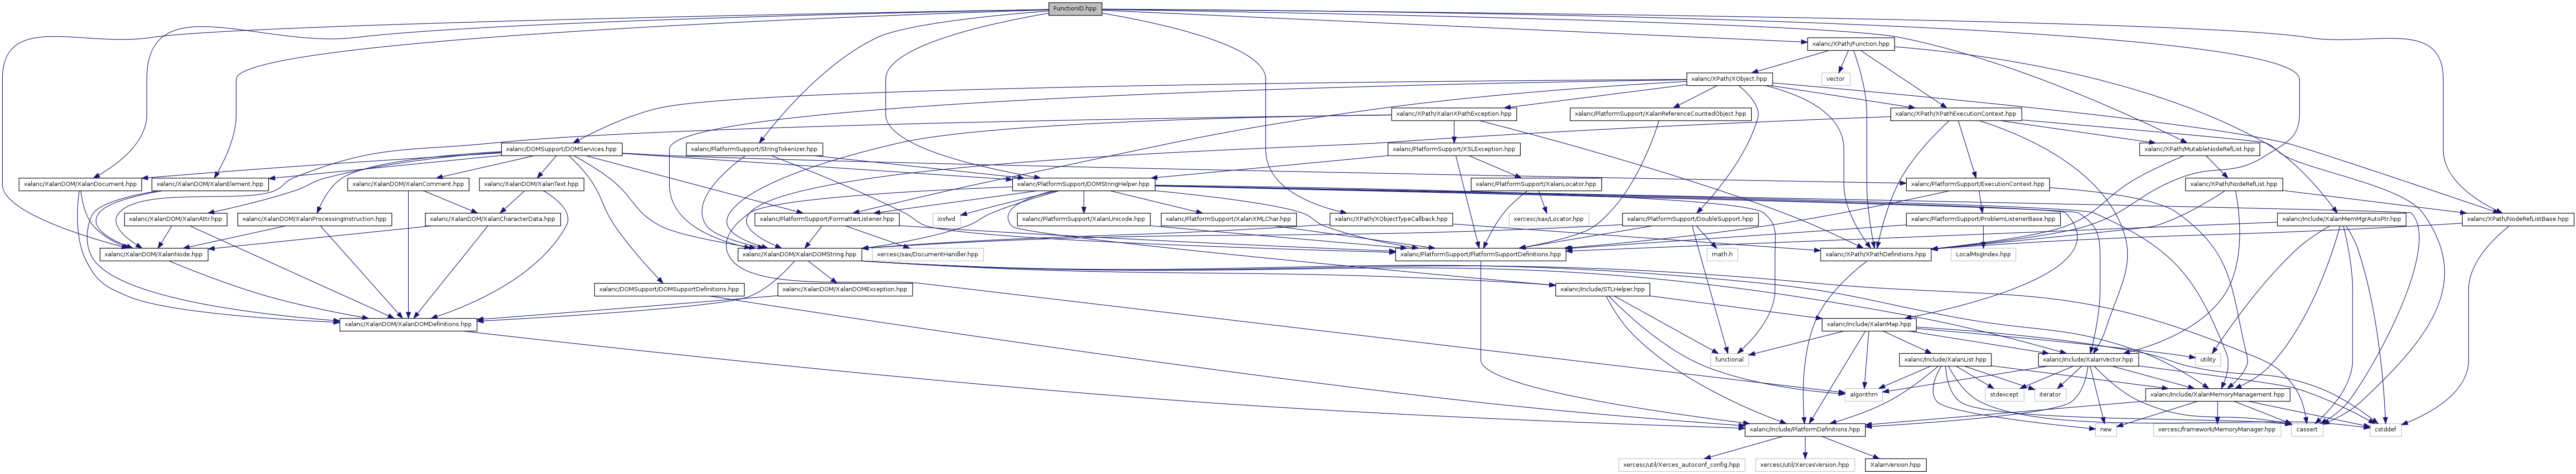 FunctionID.hpp
xalanc/XPath/Function.hpp
xalanc/XPath/XObject.hpp
vector
xalanc/XPath/XalanXPathException.hpp
xalanc/PlatformSupport/XalanReferenceCountedObject.hpp
xalanc/XPath/XPathExecutionContext.hpp
xalanc/DOMSupport/DOMServices.hpp
xalanc/PlatformSupport/StringTokenizer.hpp
xalanc/PlatformSupport/XSLException.hpp
xalanc/XPath/MutableNodeRefList.hpp
xalanc/XalanDOM/XalanDocument.hpp
xalanc/XalanDOM/XalanElement.hpp
xalanc/XalanDOM/XalanComment.hpp
xalanc/XalanDOM/XalanText.hpp
xalanc/PlatformSupport/DOMStringHelper.hpp
xalanc/PlatformSupport/XalanLocator.hpp
xalanc/PlatformSupport/ExecutionContext.hpp
xalanc/XPath/NodeRefList.hpp
xalanc/XalanDOM/XalanAttr.hpp
xalanc/XalanDOM/XalanProcessingInstruction.hpp
xalanc/XalanDOM/XalanCharacterData.hpp
xalanc/PlatformSupport/FormatterListener.hpp
iosfwd
xalanc/PlatformSupport/XalanUnicode.hpp
xalanc/PlatformSupport/XalanXMLChar.hpp
xalanc/XPath/XObjectTypeCallback.hpp
xercesc/sax/Locator.hpp
xalanc/PlatformSupport/DoubleSupport.hpp
xalanc/PlatformSupport/ProblemListenerBase.hpp
xalanc/Include/XalanMemMgrAutoPtr.hpp
xalanc/XPath/NodeRefListBase.hpp
xalanc/XalanDOM/XalanNode.hpp
xalanc/XalanDOM/XalanDOMString.hpp
xercesc/sax/DocumentHandler.hpp
xalanc/PlatformSupport/PlatformSupportDefinitions.hpp
math.h
xalanc/XPath/XPathDefinitions.hpp
LocalMsgIndex.hpp
xalanc/DOMSupport/DOMSupportDefinitions.hpp
xalanc/XalanDOM/XalanDOMException.hpp
xalanc/Include/STLHelper.hpp
xalanc/XalanDOM/XalanDOMDefinitions.hpp
xalanc/Include/XalanMap.hpp
functional
xalanc/Include/XalanList.hpp
xalanc/Include/XalanVector.hpp
utility
algorithm
stdexcept
iterator
xalanc/Include/XalanMemoryManagement.hpp
xalanc/Include/PlatformDefinitions.hpp
new
xercesc/framework/MemoryManager.hpp
cassert
cstddef
xercesc/util/Xerces_autoconf_config.hpp
xercesc/util/XercesVersion.hpp
XalanVersion.hpp